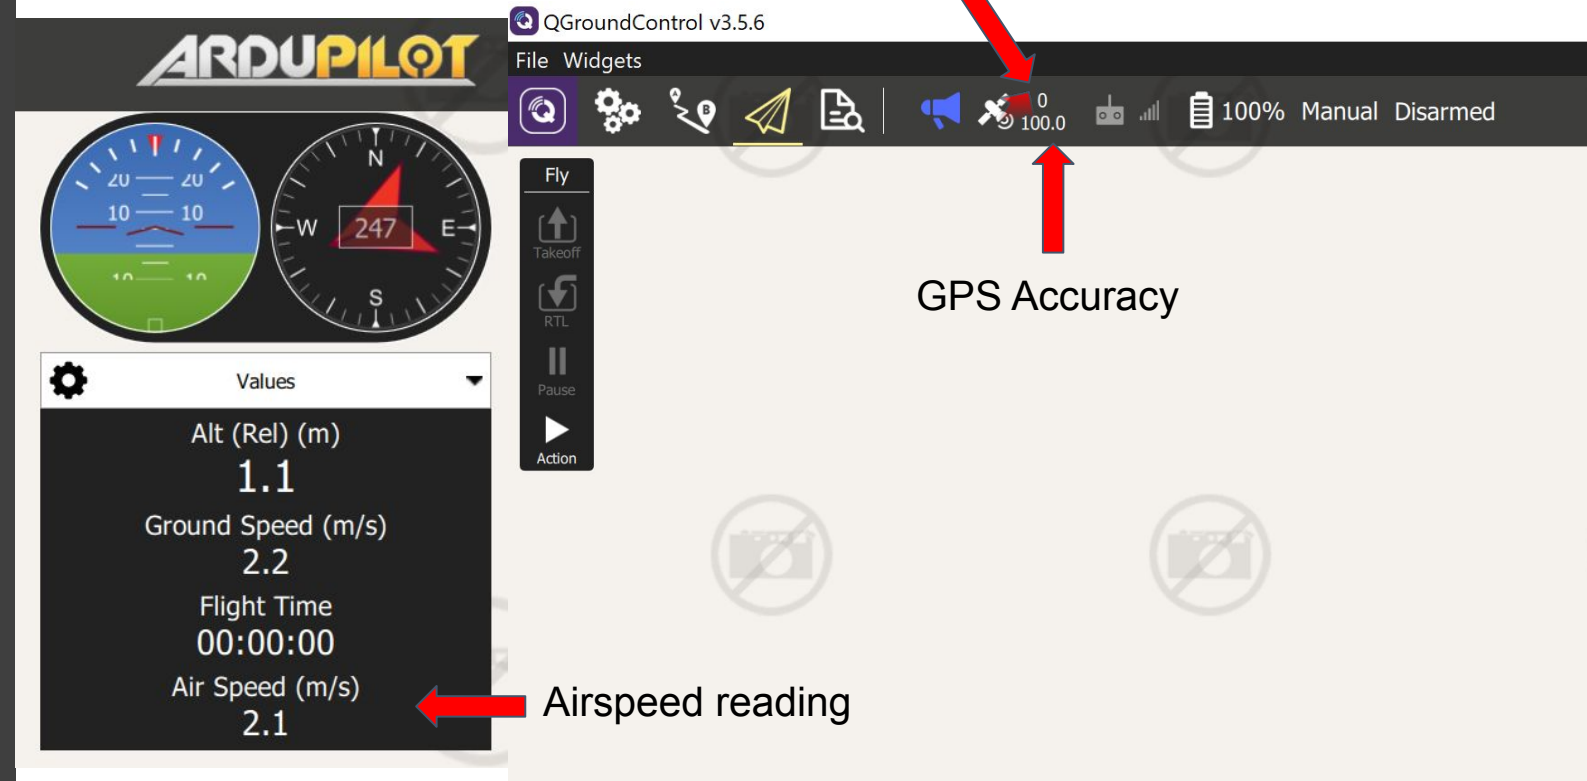 ARDUPILOT
20 20
10 10
10 10
N
W 247 E
S
Values
Alt (Rel) (m)
1.1
Ground Speed (m/s)
2.2
Flight Time
00:00:00
Air Speed (m/s)
2.1
QGroundControl v3.5.6
File Widgets
0
100.0
100% Manual Disarmed
Fly
Takeoff
RTL
Pause
Action
GPS Accuracy
Airspeed reading